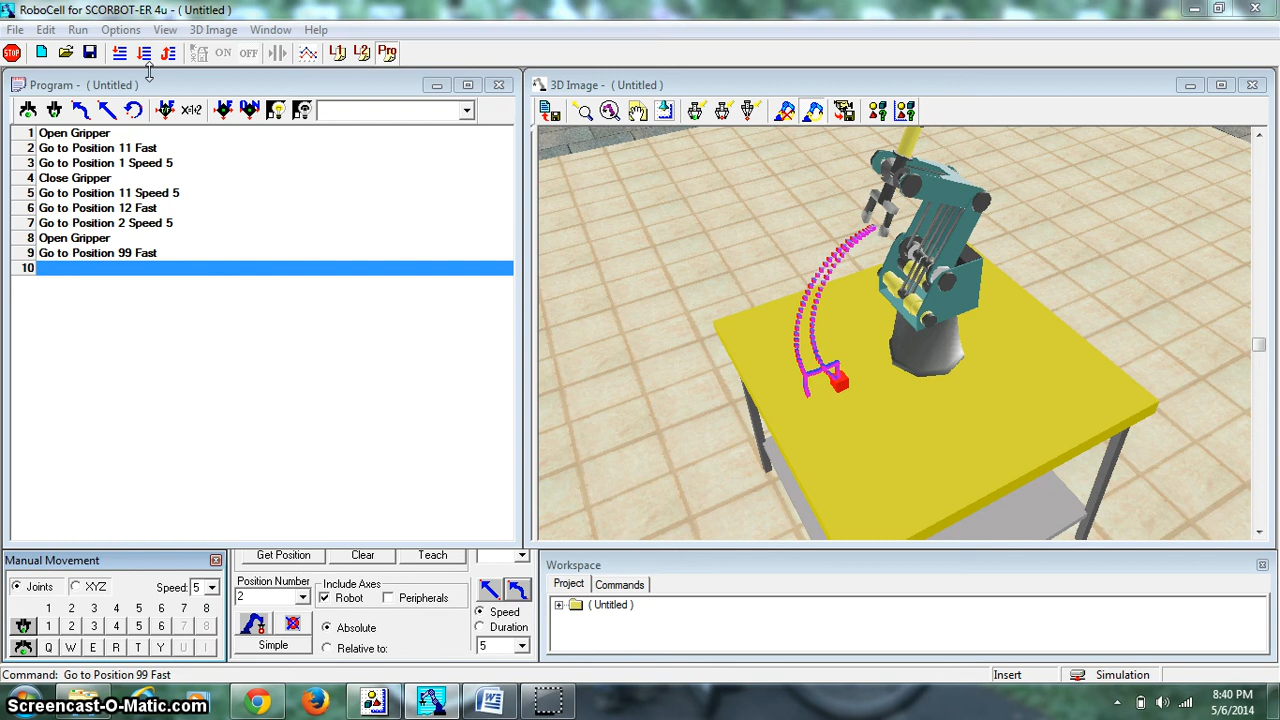 RoboCell for SCORBOT-ER 4u - ( Untitled )
File Edit Run Options View 3D Image Window Help
STOP ON OFF L1 L2 Prg
Program - ( Untitled )
3D Image - ( Untitled )
1 Open Gripper
2 Go to Position 11 Fast
3 Go to Position 1 Speed 5
4 Close Gripper
5 Go to Position 11 Speed 5
6 Go to Position 12 Fast
7 Go to Position 2 Speed 5
8 Open Gripper
9 Go to Position 99 Fast
10
Manual Movement
Joints XYZ Speed: 5
1 2 3 4 5 6 7 8
1 2 3 4 5 6 7 8
Q W E R T Y U I
Get Position Clear Teach
Position Number
2
Include Axes
Robot Peripherals
Absolute
Relative to:
Simple
Speed
Duration
5
Workspace
Project Commands
( Untitled )
Command: Go to Position 99 Fast
Insert Simulation
Screencast-O-Matic.com
8:40 PM
5/6/2014